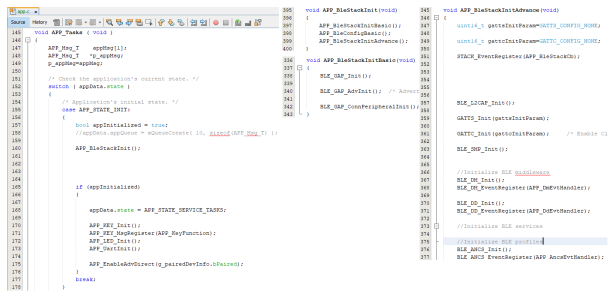 app.c
Source History
145 void APP_Tasks ( void )
146 {
147 APP_Msg_T appMsg[1];
148 APP_Msg_T *p_appMsg;
149 p_appMsg=appMsg;
150
151 /* Check the application's current state. */
152 switch ( appData.state )
153 {
154 /* Application's initial state. */
155 case APP_STATE_INIT:
156 {
157 bool appInitialized = true;
158 //appData.appQueue = xQueueCreate( 10, sizeof(APP_Msg_T) );
159
160 APP_BleStackInit();
161
162
163
164
165 if (appInitialized)
166 {
167
168 appData.state = APP_STATE_SERVICE_TASKS;
169
170 APP_KEY_Init();
171 APP_KEY_MsgRegister(APP_KeyFunction);
172 APP_LED_Init();
173 APP_UartInit();
174
175 APP_EnableAdvDirect(g_pairedDevInfo.bPaired);
176 }
177 break;
178 }
395 void APP_BleStackInit(void)
396 {
397 APP_BleStackInitBasic();
398 APP_BleConfigBasic();
399 APP_BleStackInitAdvance();
400 }
336 void APP_BleStackInitBasic(void)
337 {
338 BLE_GAP_Init();
339
340 BLE_GAP_AdvInit(); /* Advert
341
342 BLE_GAP_ConnPeripheralInit();
343 }
345 void APP_BleStackInitAdvance(void)
346 {
347 uint16_t gattsInitParam=GATTS_CONFIG_NONE;
348
349 uint16_t gattcInitParam=GATTC_CONFIG_NONE;
350
351 STACK_EventRegister(APP_BleStackCb);
352
353
355
356
357 BLE_L2CAP_Init();
358
359 GATTS_Init(gattsInitParam);
360
361 GATTC_Init(gattcInitParam); /* Enable Cl
362
363 BLE_SMP_Init();
364
365
366 //Initialize BLE middleware
367 BLE_DM_Init();
368 BLE_DM_EventRegister(APP_DmEvtHandler);
369
370 BLE_DD_Init();
371 BLE_DD_EventRegister(APP_DdEvtHandler);
372
373 //Initialize BLE services
374
375 //Initialize BLE profiles
376 BLE_ANCS_Init();
377 BLE_ANCS_EventRegister(APP_AncsEvtHandler);